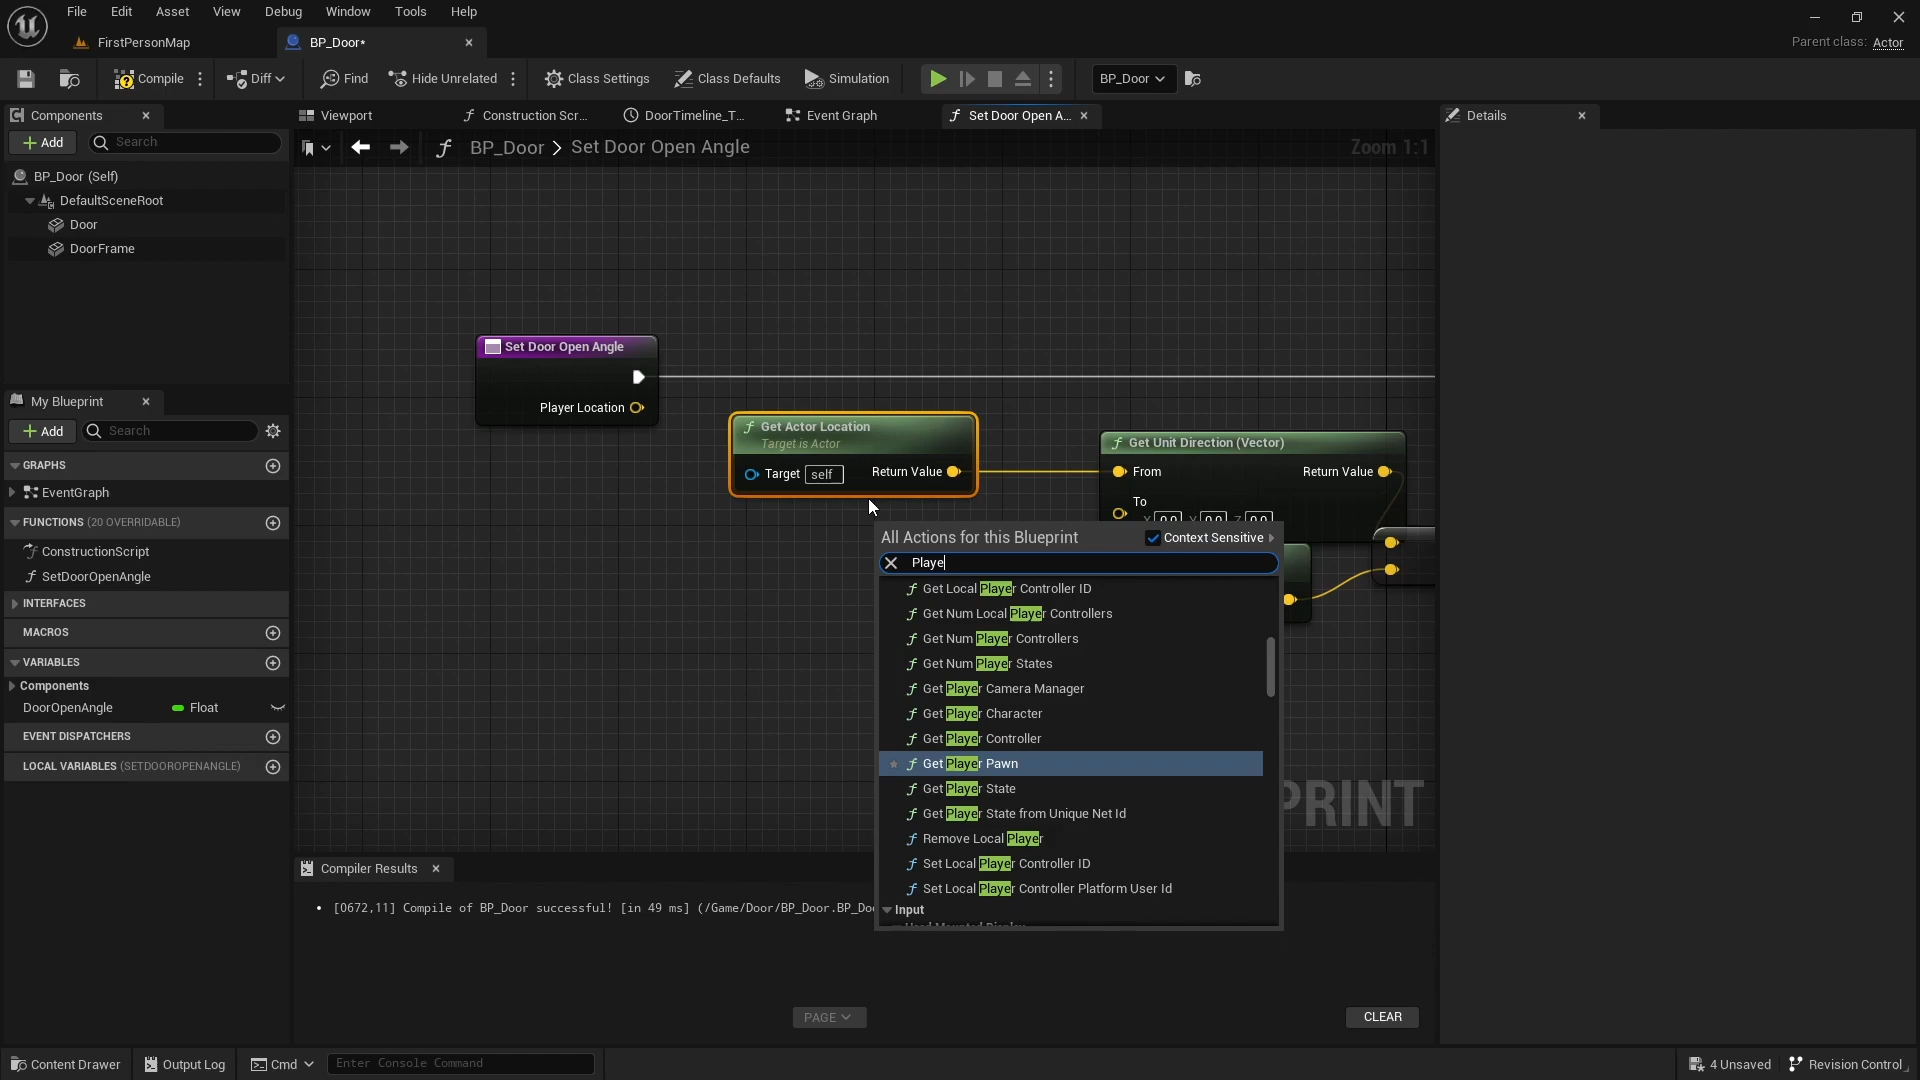 File Edit Asset View Debug Window Tools Help
FirstPersonMap BP_Door*
Parent class: Actor
Compile Diff Find Hide Unrelated Class Settings Class Defaults Simulation BP_Door
Components
Add Search
BP_Door (Self)
DefaultSceneRoot
Door
DoorFrame
My Blueprint
Add Search
GRAPHS
EventGraph
FUNCTIONS (20 OVERRIDABLE)
ConstructionScript
SetDoorOpenAngle
INTERFACES
MACROS
VARIABLES
Components
DoorOpenAngle Float
EVENT DISPATCHERS
LOCAL VARIABLES (SETDOOROPENANGLE)
Viewport Construction Scr... DoorTimeline_T... Event Graph Set Door Open A...
BP_Door > Set Door Open Angle Zoom 1:1
Set Door Open Angle
Player Location
Get Actor Location
Target is Actor
Target self Return Value
Get Unit Direction (Vector)
From Return Value
To
X 0.0 Y 0.0 Z 0.0
All Actions for this Blueprint Context Sensitive
Playe
Get Local Player Controller ID
Get Num Local Player Controllers
Get Num Player Controllers
Get Num Player States
Get Player Camera Manager
Get Player Character
Get Player Controller
Get Player Pawn
Get Player State
Get Player State from Unique Net Id
Remove Local Player
Set Local Player Controller ID
Set Local Player Controller Platform User Id
Input
PRINT
Compiler Results
[0672,11] Compile of BP_Door successful! [in 49 ms] (/Game/Door/BP_Door.BP_Do
PAGE CLEAR
Details
Content Drawer Output Log Cmd Enter Console Command
4 Unsaved Revision Control